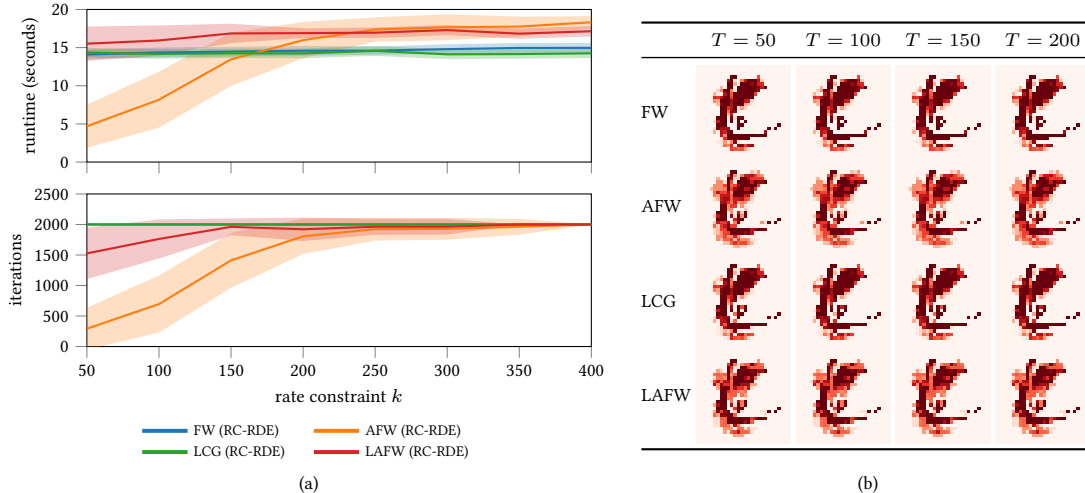 20
15
10
5
0
runtime (seconds)
2500
2000
1500
1000
500
0
iterations
50 100 150 200 250 300 350 400
rate constraint k
FW (RC-RDE) AFW (RC-RDE)
LCG (RC-RDE) LAFW (RC-RDE)
(a)
T = 50 T = 100 T = 150 T = 200
FW
AFW
LCG
LAFW
(b)